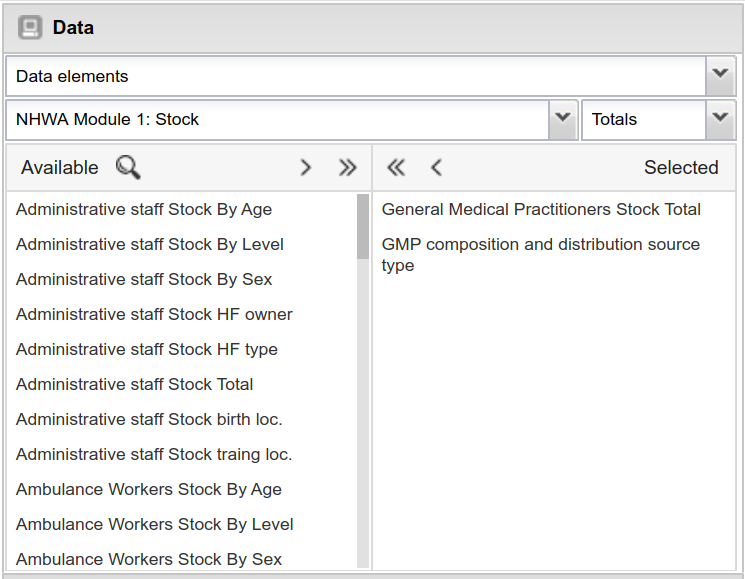 Data
Data elements
NHWA Module 1: Stock
Totals
Available
Selected
Administrative staff Stock By Age
Administrative staff Stock By Level
Administrative staff Stock By Sex
Administrative staff Stock HF owner
Administrative staff Stock HF type
Administrative staff Stock Total
Administrative staff Stock birth loc.
Administrative staff Stock traing loc.
Ambulance Workers Stock By Age
Ambulance Workers Stock By Level
Ambulance Workers Stock By Sex
General Medical Practitioners Stock Total
GMP composition and distribution source
type